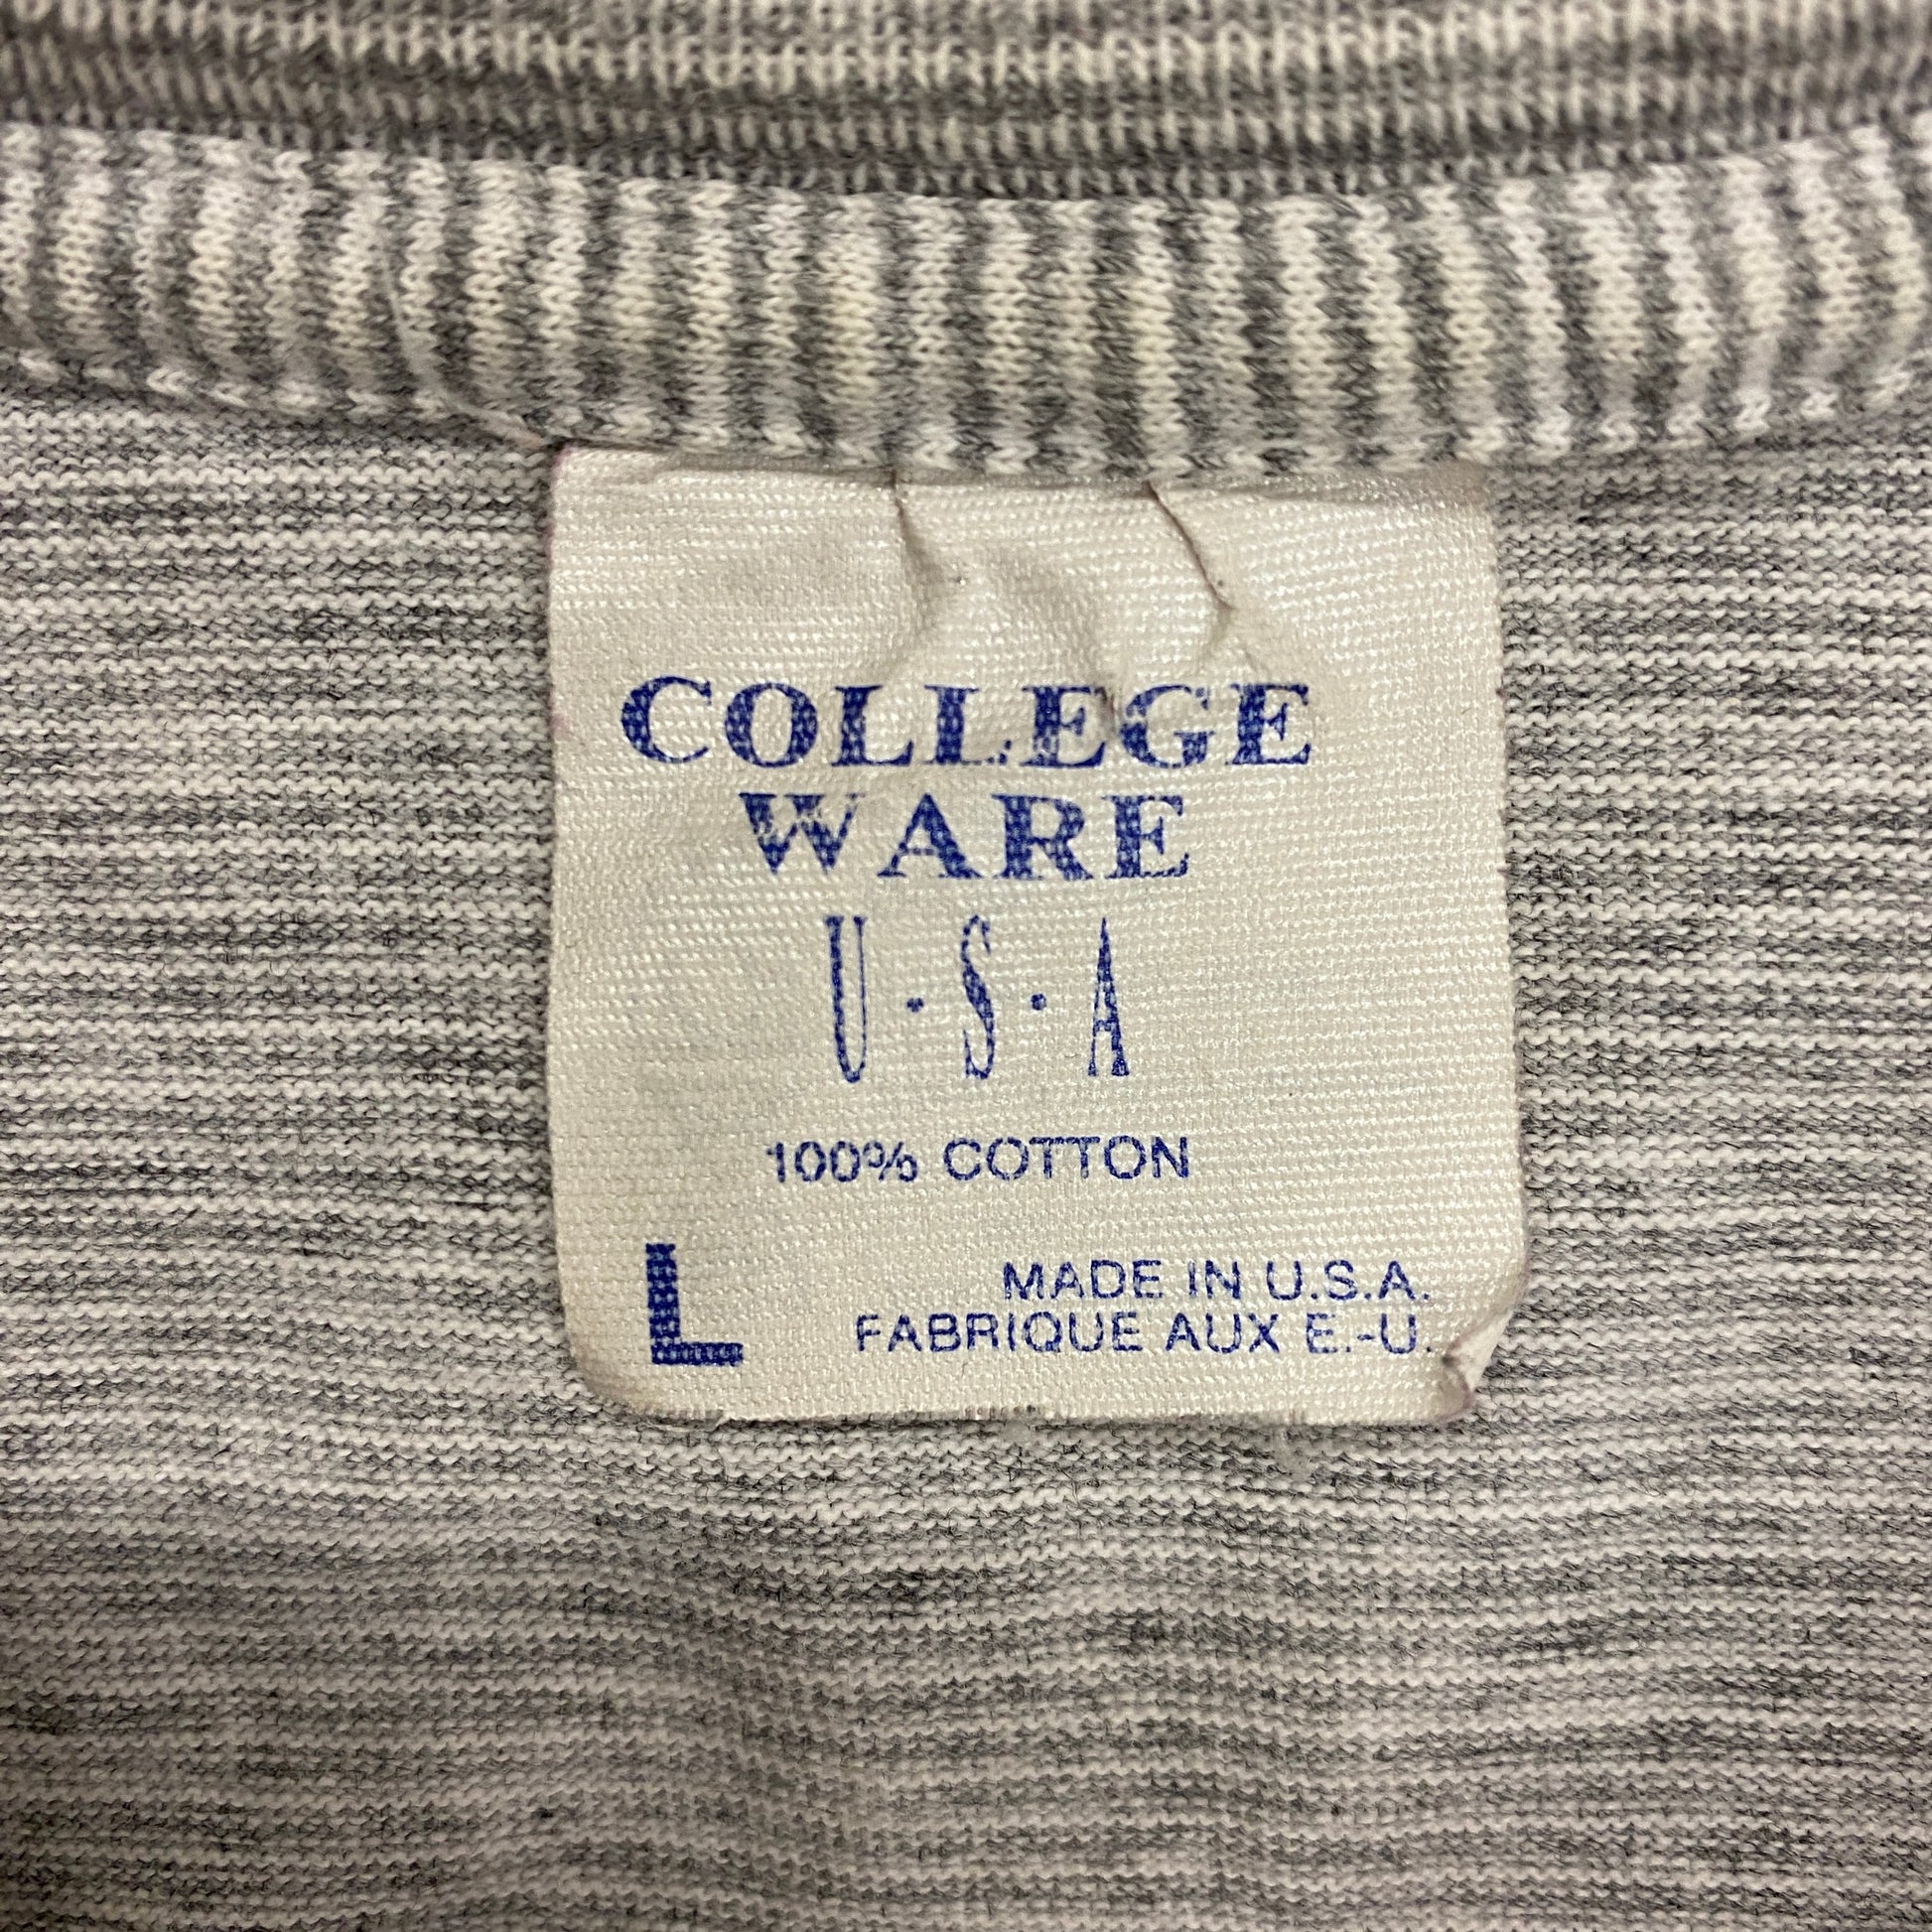 COLLEGE
WARE
U·S·A
100% COTTON
L
MADE IN U.S.A.
FABRIQUE AUX E.-U.